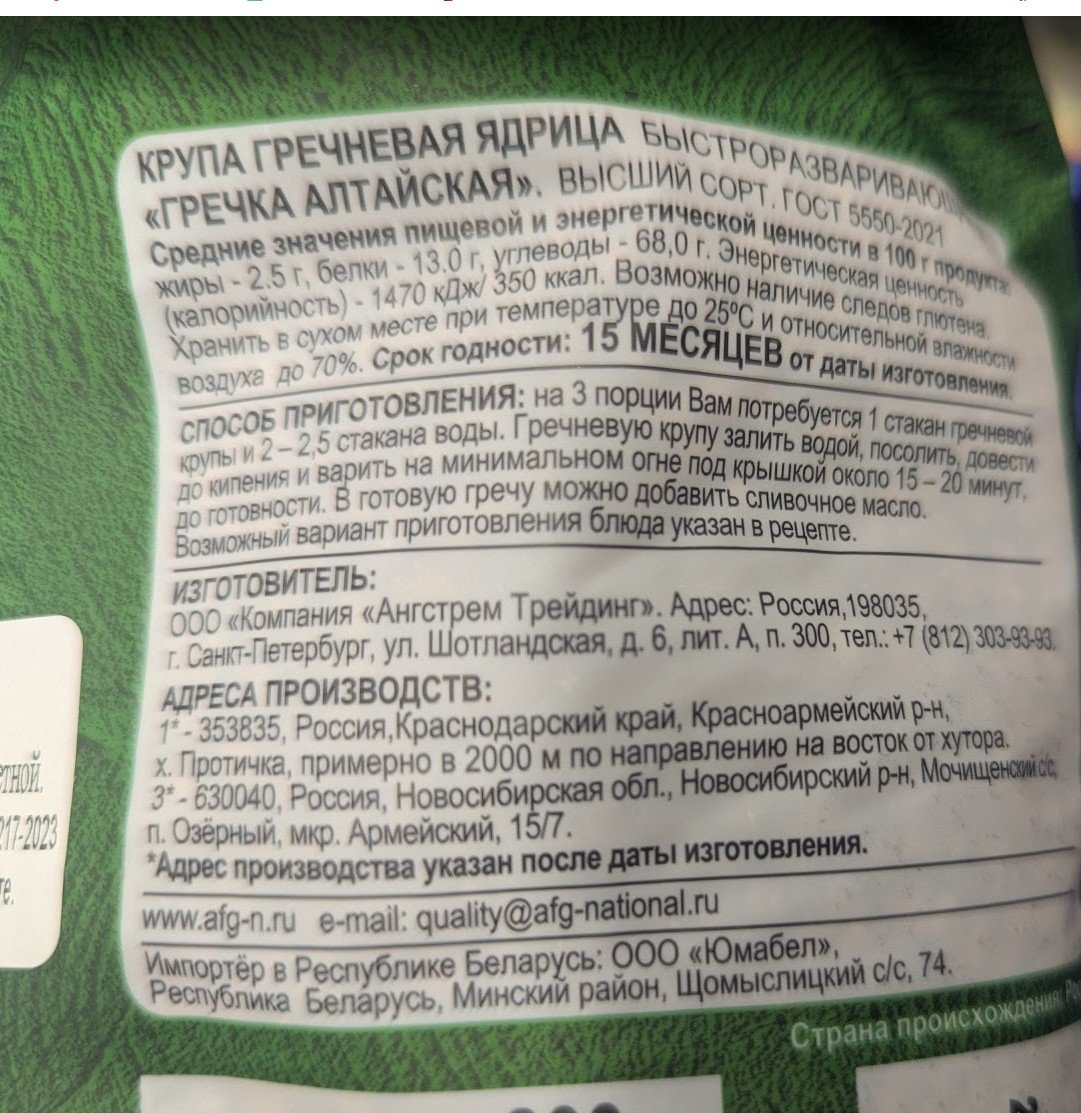 КРУПА ГРЕЧНЕВАЯ ЯДРИЦА БЫСТРОРАЗВАРИВАЮЩ
«ГРЕЧКА АЛТАЙСКАЯ». ВЫСШИЙ СОРТ. ГОСТ 5550-2021
Средние значения пищевой и энергетической ценности в 100 г продукта:
жиры - 2.5 г, белки - 13,0 г, углеводы - 68,0 г. Энергетическая ценность
(калорийность) - 1470 кДж/ 350 ккал. Возможно наличие следов глютена.
Хранить в сухом месте при температуре до 25°С и относительной влажности
воздуха до 70%. Срок годности: 15 МЕСЯЦЕВ от даты изготовления.
СПОСОБ ПРИГОТОВЛЕНИЯ: на 3 порции Вам потребуется 1 стакан гречневой
крупы и 2 – 2,5 стакана воды. Гречневую крупу залить водой, посолить, довести
до кипения и варить на минимальном огне под крышкой около 15 – 20 минут,
до готовности. В готовую гречу можно добавить сливочное масло.
Возможный вариант приготовления блюда указан в рецепте.
ИЗГОТОВИТЕЛЬ:
ООО «Компания «Ангстрем Трейдинг». Адрес: Россия,198035,
г. Санкт-Петербург, ул. Шотландская, д. 6, лит. А, п. 300, тел.: +7 (812) 303-93-93.
АДРЕСА ПРОИЗВОДСТВ:
1* - 353835, Россия,Краснодарский край, Красноармейский р-н,
х. Протичка, примерно в 2000 м по направлению на восток от хутора.
3* - 630040, Россия, Новосибирская обл., Новосибирский р-н, Мочищенский с/с,
п. Озёрный, мкр. Армейский, 15/7.
*Адрес производства указан после даты изготовления.
www.afg-n.ru e-mail: quality@afg-national.ru
Импортёр в Республике Беларусь: ООО «Юмабел»,
Республика Беларусь, Минский район, Щомыслицкий с/с, 74.
Страна происхождения:
етной.
217-2023
те.